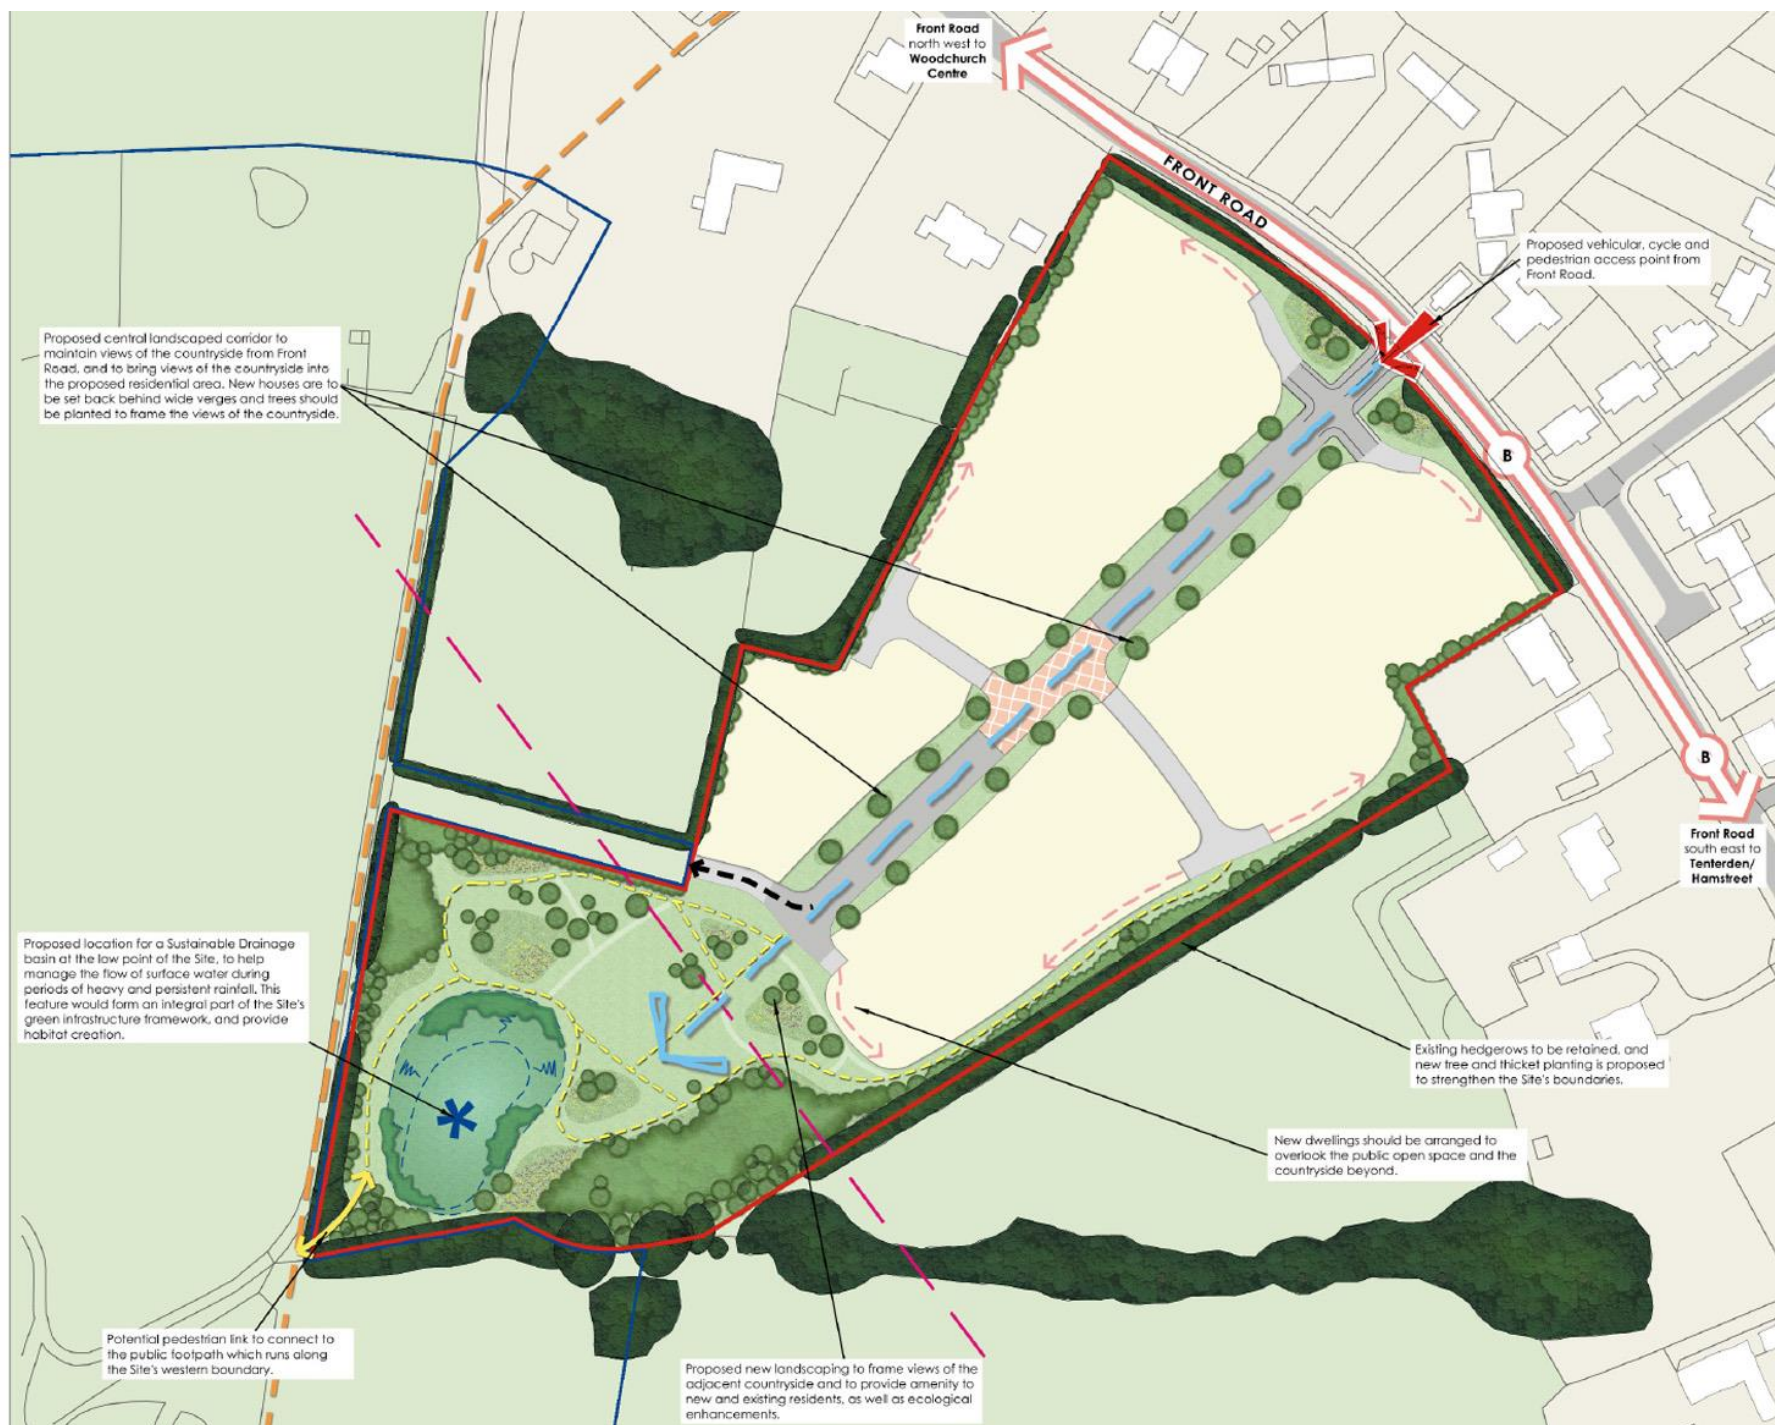 Front Road
north west to
Woodchurch
Centre
FRONT ROAD
Proposed vehicular, cycle and
pedestrian access point from
Front Road.
Proposed central landscaped corridor to
maintain views of the countryside from Front
Road, and to bring views of the countryside into
the proposed residential area. New houses are to
be set back behind wide verges and trees should
be planted to frame the views of the countryside.
B
B
Front Road
south east to
Tenterden/
Hamstreet
Proposed location for a Sustainable Drainage
basin at the low point of the Site, to help
manage the flow of surface water during
periods of heavy and persistent rainfall. This
feature would form an integral part of the Site's
green infrastructure framework, and provide
habitat creation.
Existing hedgerows to be retained, and
new tree and thicket planting is proposed
to strengthen the Site's boundaries.
New dwellings should be arranged to
overlook the public open space and the
countryside beyond.
Potential pedestrian link to connect to
the public footpath which runs along
the Site's western boundary.
Proposed new landscaping to frame views of the
adjacent countryside and to provide amenity to
new and existing residents, as well as ecological
enhancements.